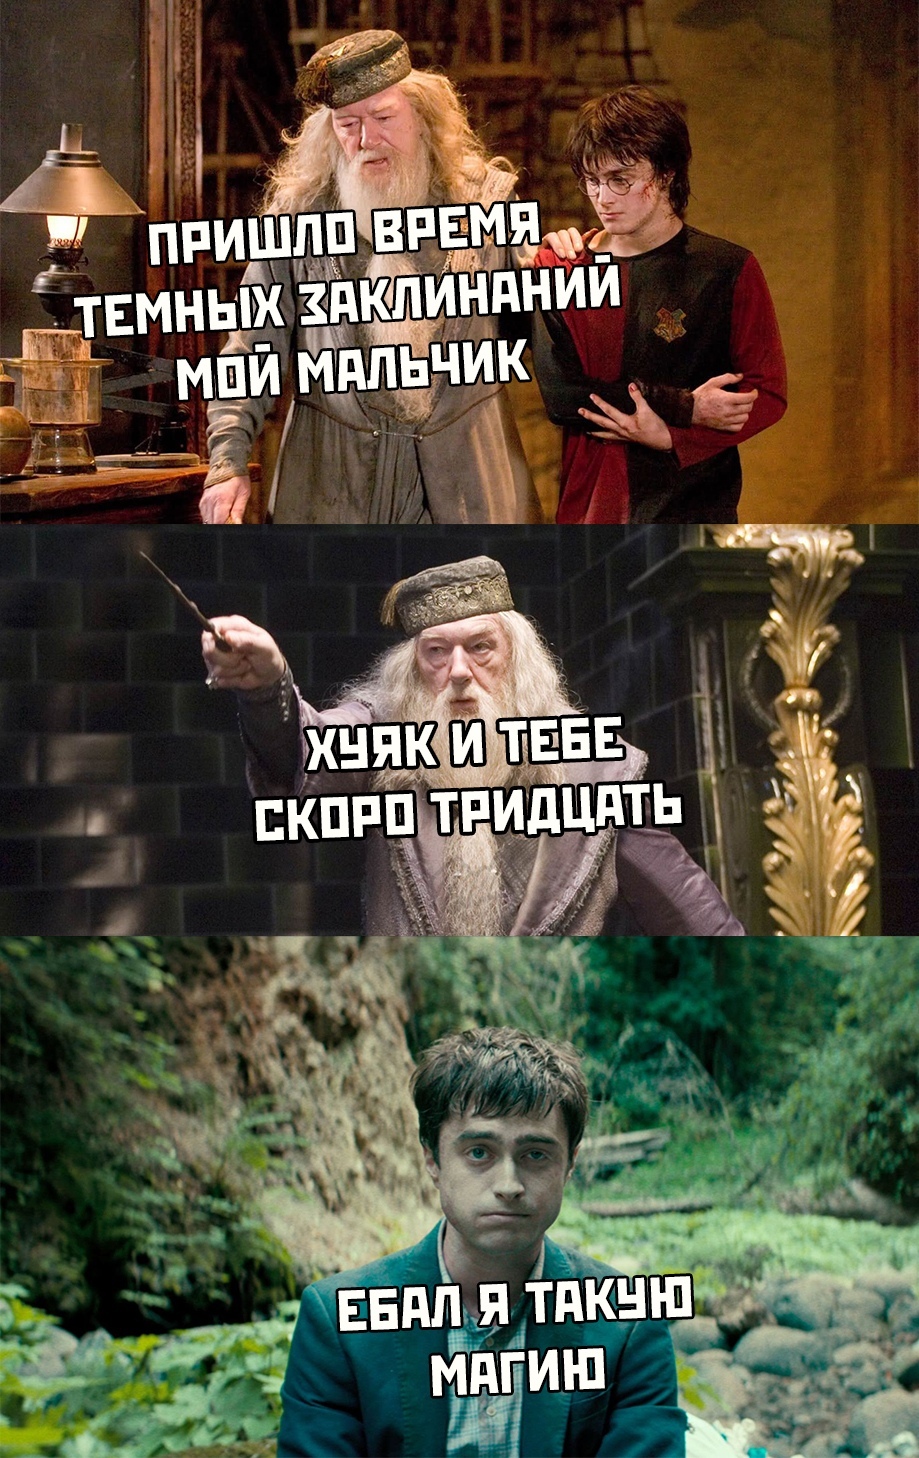 ПРИШЛО ВРЕМЯ
ТЕМНЫХ ЗАКЛИНАНИЙ
МОЙ МАЛЬЧИК
ХУЯК И ТЕБЕ
СКОРО ТРИДЦАТЬ
ЕБАЛ Я ТАКУЮ
МАГИЮ